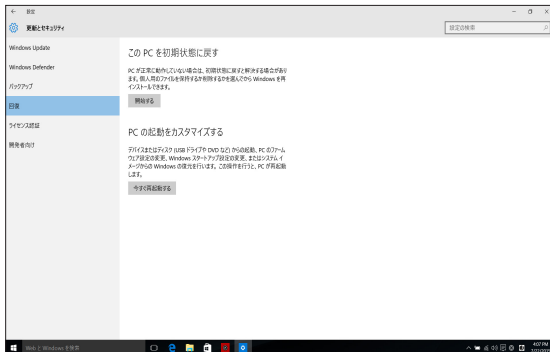 設定
更新とセキュリティ
設定の検索
Windows Update
Windows Defender
バックアップ
回復
ライセンス認証
開発者向け
この PC を初期状態に戻す
PC が正常に動作していない場合は、初期状態に戻すと解決する場合があり
ます。個人用のファイルを保持するか削除するかを選んでから Windows を再
インストールできます。
開始する
PC の起動をカスタマイズする
デバイスまたはディスク (USB ドライブや DVD など) からの起動、PC のファーム
ウェア設定の変更、Windows スタートアップ設定の変更、またはシステム イ
メージからの Windows の復元を行います。この操作を行うと、PC が再起動
します。
今すぐ再起動する
Web と Windows を検索
4:07 PM